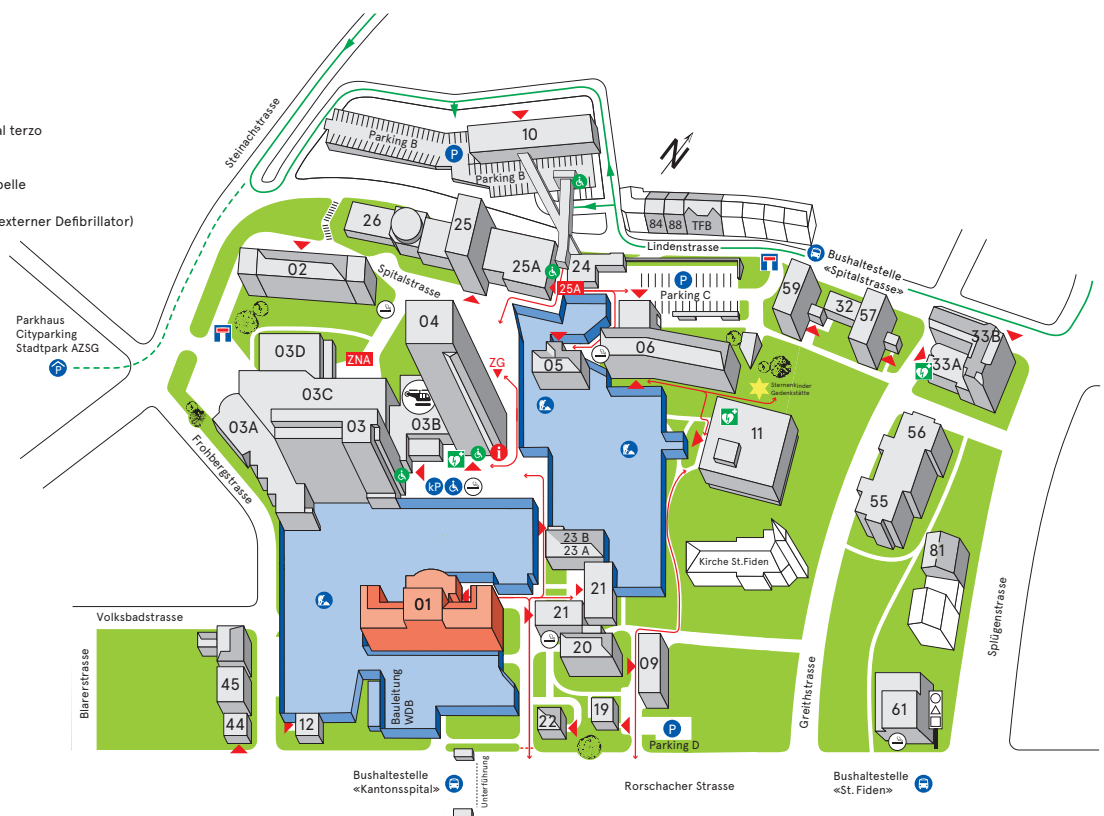 al terzo
elle
externer Defibrillator)
Steinachstrasse
Parking B
P
10
Parking B
N
84
88
TFB
Lindenstrasse
Bushaltestelle
«Spitalstrasse»
26
25
25A
24
25A
P
Parking C
02
Spitalstrasse
59
32
57
33B
33A
Parkhaus
Cityparking
Stadtpark AZSG
P
04
03D
ZNA
ZG
05
06
Sternenkinder
Gedenkstätte
03C
03A
03
03B
i
kP
11
56
55
Frohbergstrasse
23 B
23 A
Kirche St.Fiden
81
01
21
21
20
09
Volksbadstrasse
Blarerstrasse
45
44
12
Bauleitung
WDB
22
19
P
Parking D
Greithstrasse
Splügenstrasse
61
Bushaltestelle
«Kantonsspital»
Unterführung
Rorschacher Strasse
Bushaltestelle
«St. Fiden»